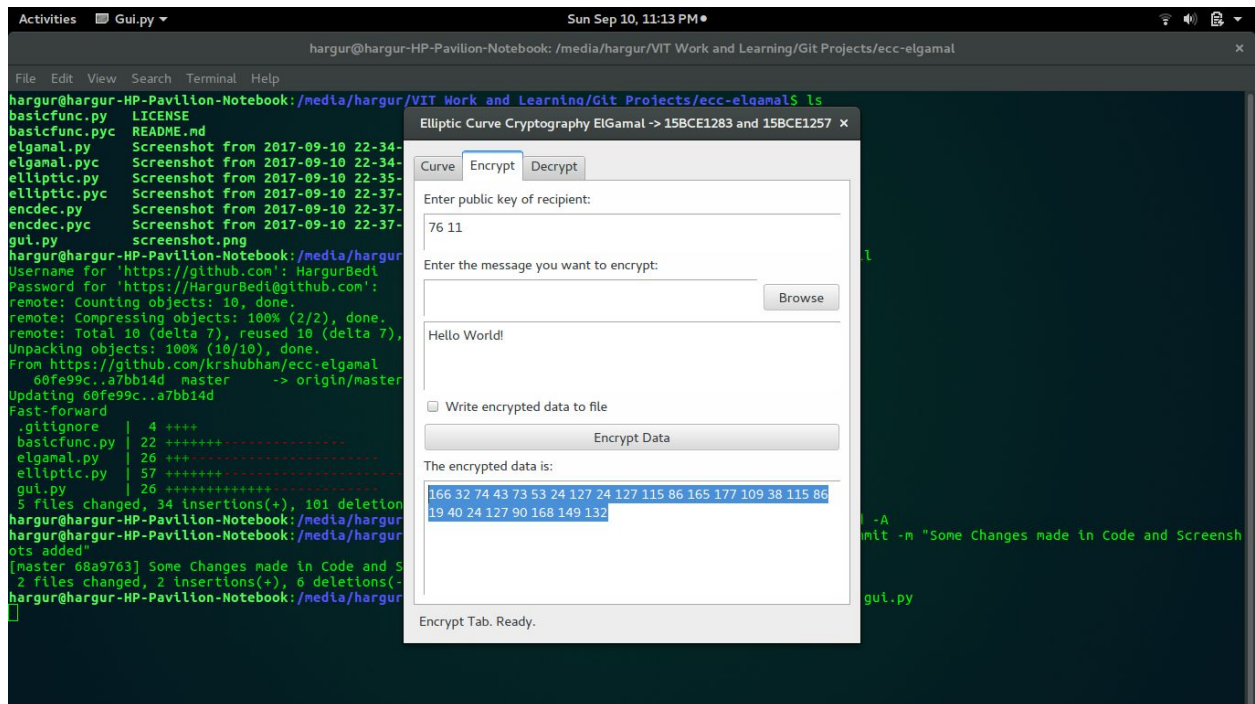 Activities Gui.py ▾ Sun Sep 10, 11:13 PM●
hargur@hargur-HP-Pavilion-Notebook: /media/hargur/VIT Work and Learning/Git Projects/ecc-elgamal ×
File Edit View Search Terminal Help
hargur@hargur-HP-Pavilion-Notebook:/media/hargur/VIT Work and Learning/Git Projects/ecc-elgamal$ ls
basicfunc.py LICENSE
basicfunc.pyc README.md
elgamal.py Screenshot from 2017-09-10 22-34-
elgamal.pyc Screenshot from 2017-09-10 22-34-
elliptic.py Screenshot from 2017-09-10 22-35-
elliptic.pyc Screenshot from 2017-09-10 22-37-
encdec.py Screenshot from 2017-09-10 22-37-
encdec.pyc Screenshot from 2017-09-10 22-37-
gui.py screenshot.png
hargur@hargur-HP-Pavilion-Notebook:/media/hargur
Username for 'https://github.com': HargurBedi
Password for 'https://HargurBedi@github.com':
remote: Counting objects: 10, done.
remote: Compressing objects: 100% (2/2), done.
remote: Total 10 (delta 7), reused 10 (delta 7),
Unpacking objects: 100% (10/10), done.
From https://github.com/krshubham/ecc-elgamal
60fe99c..a7bb14d master -> origin/master
Updating 60fe99c..a7bb14d
Fast-forward
.gitignore | 4 ++++
basicfunc.py | 22 +++++++---------------
elgamal.py | 26 +++-----------------------
elliptic.py | 57 +++++++-------------------------
gui.py | 26 +++++++++++++-------------
5 files changed, 34 insertions(+), 101 deletion
hargur@hargur-HP-Pavilion-Notebook:/media/hargur -A
hargur@hargur-HP-Pavilion-Notebook:/media/hargur mmit -m "Some Changes made in Code and Screensh
ots added"
[master 68a9763] Some Changes made in Code and S
2 files changed, 2 insertions(+), 6 deletions(-
hargur@hargur-HP-Pavilion-Notebook:/media/hargur gui.py
Elliptic Curve Cryptography ElGamal -> 15BCE1283 and 15BCE1257 ×
Curve Encrypt Decrypt
Enter public key of recipient:
76 11
Enter the message you want to encrypt:
Browse
Hello World!
Write encrypted data to file
Encrypt Data
The encrypted data is:
166 32 74 43 73 53 24 127 24 127 115 86 165 177 109 38 115 86
19 40 24 127 90 168 149 132
Encrypt Tab. Ready.